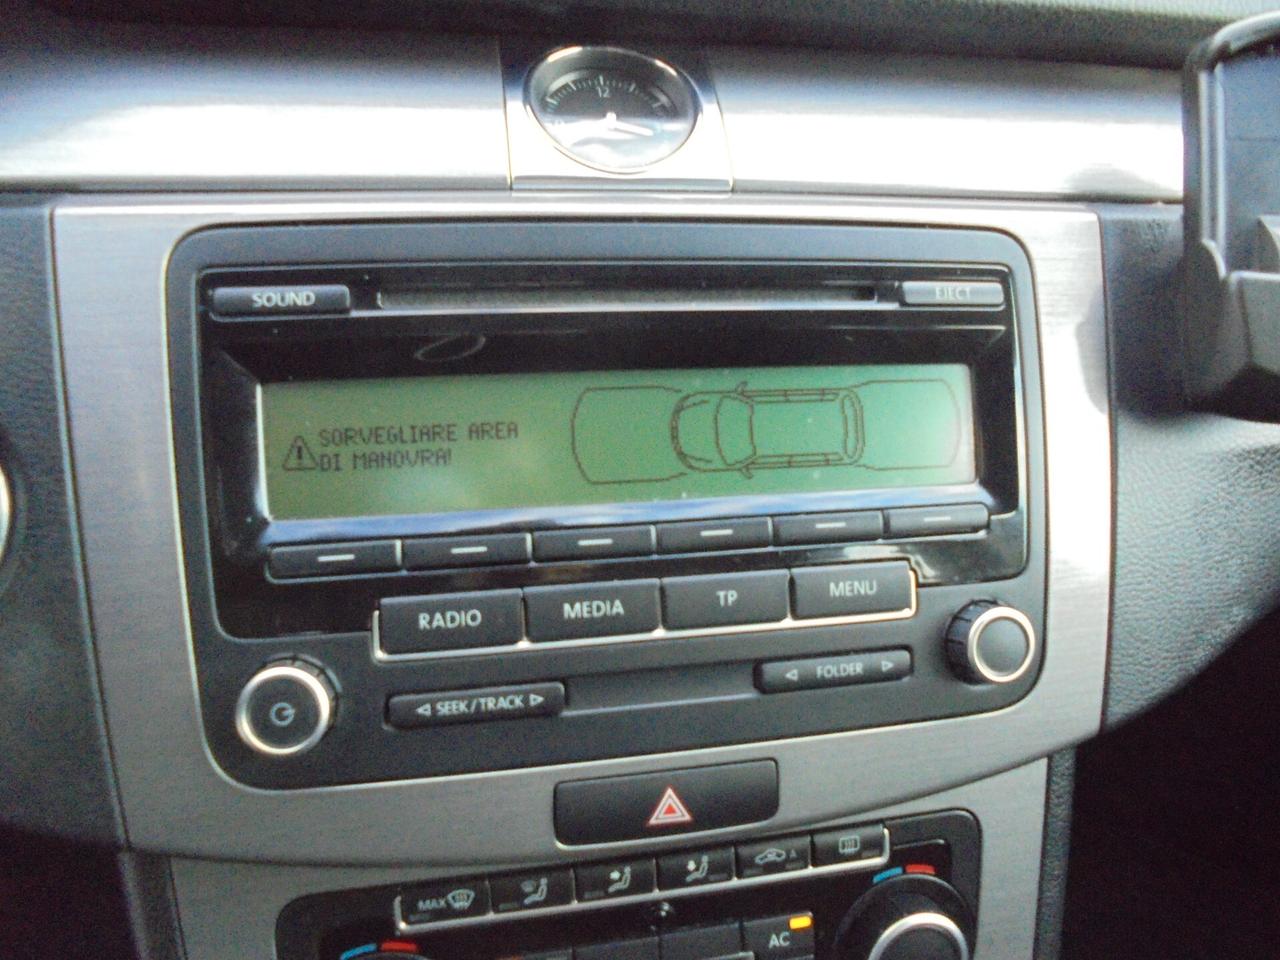 12
SOUND
EJECT
SORVEGLIARE AREA
DI MANOVRA!
RADIO
MEDIA
TP
MENU
SEEK/TRACK
FOLDER
MAX
A
AC